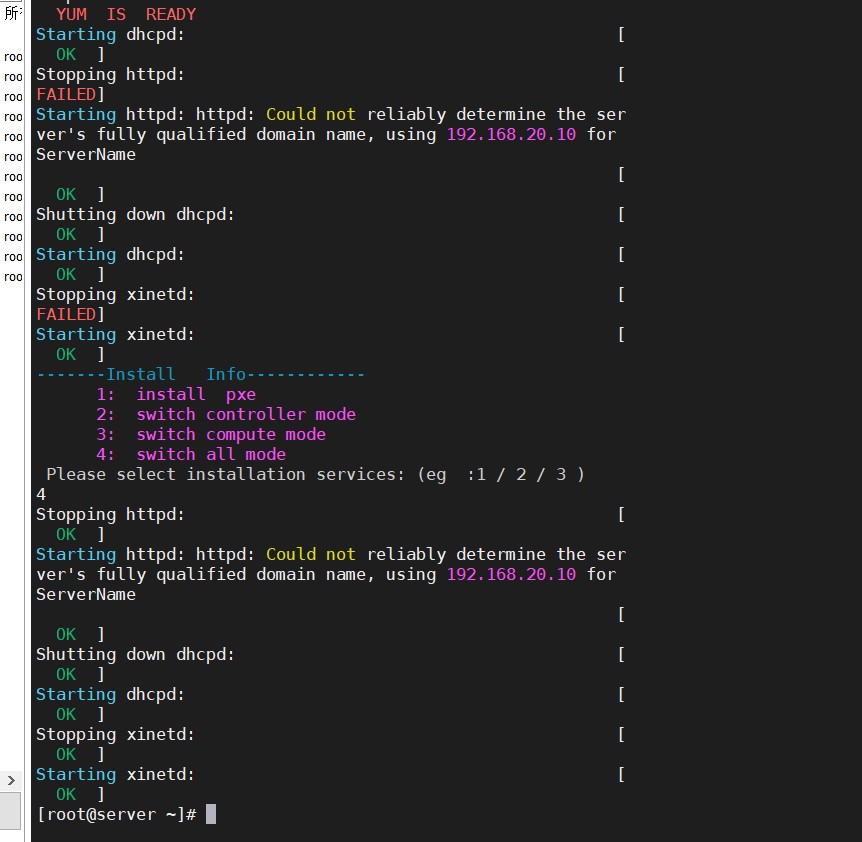 所
YUM IS READY
Starting dhcpd: [
OK ]
Stopping httpd: [
FAILED]
Starting httpd: httpd: Could not reliably determine the ser
ver's fully qualified domain name, using 192.168.20.10 for
ServerName
[
OK ]
Shutting down dhcpd: [
OK ]
Starting dhcpd: [
OK ]
Stopping xinetd: [
FAILED]
Starting xinetd: [
OK ]
-------Install Info------------
1: install pxe
2: switch controller mode
3: switch compute mode
4: switch all mode
Please select installation services: (eg :1 / 2 / 3 )
4
Stopping httpd: [
OK ]
Starting httpd: httpd: Could not reliably determine the ser
ver's fully qualified domain name, using 192.168.20.10 for
ServerName
[
OK ]
Shutting down dhcpd: [
OK ]
Starting dhcpd: [
OK ]
Stopping xinetd: [
OK ]
Starting xinetd: [
OK ]
[root@server ~]#
roo
roo
roo
roo
roo
roo
roo
roo
roo
roo
roo
roo